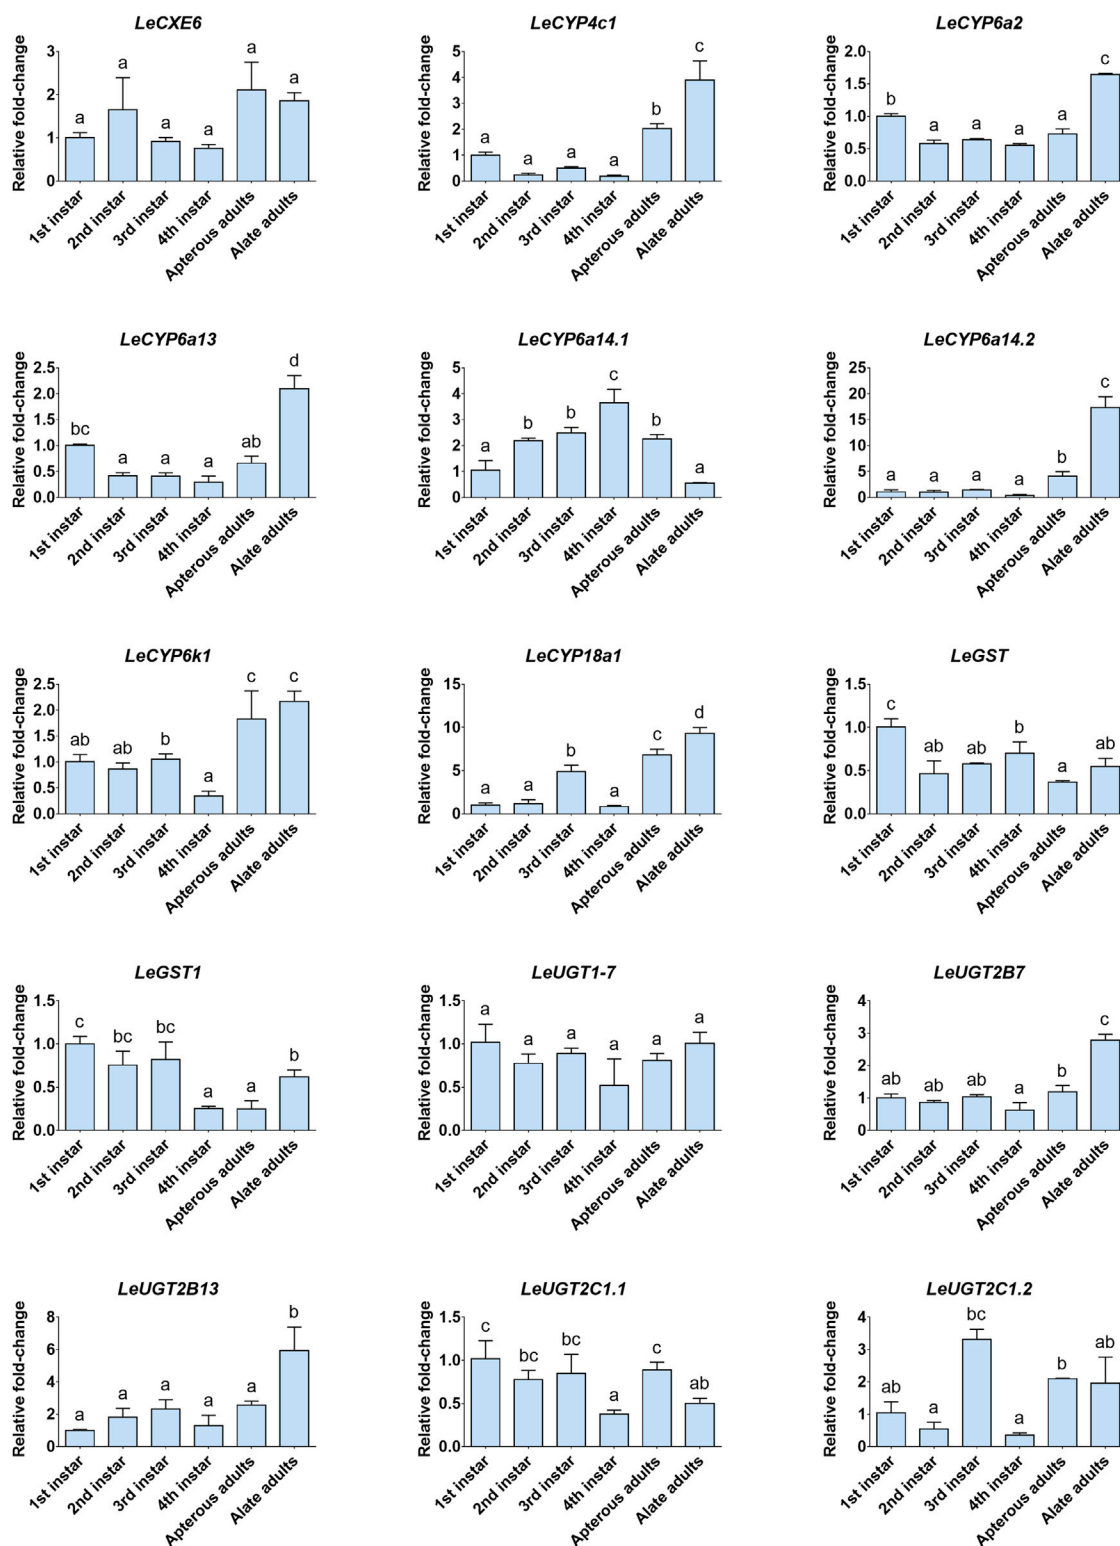 LeCXE6
Relative fold-change
3
2
1
0
a
a
a
a
a
a
1st instar
2nd instar
3rd instar
4th instar
Apterous adults
Alate adults
LeCYP4c1
Relative fold-change
5
4
3
2
1
0
a
a
a
a
b
c
1st instar
2nd instar
3rd instar
4th instar
Apterous adults
Alate adults
LeCYP6a2
Relative fold-change
2.0
1.5
1.0
0.5
0.0
b
a
a
a
a
c
1st instar
2nd instar
3rd instar
4th instar
Apterous adults
Alate adults
LeCYP6a13
Relative fold-change
2.5
2.0
1.5
1.0
0.5
0.0
bc
a
a
a
ab
d
1st instar
2nd instar
3rd instar
4th instar
Apterous adults
Alate adults
LeCYP6a14.1
Relative fold-change
5
4
3
2
1
0
a
b
b
c
b
a
1st instar
2nd instar
3rd instar
4th instar
Apterous adults
Alate adults
LeCYP6a14.2
Relative fold-change
25
20
15
10
5
0
a
a
a
a
b
c
1st instar
2nd instar
3rd instar
4th instar
Apterous adults
Alate adults
LeCYP6k1
Relative fold-change
2.5
2.0
1.5
1.0
0.5
0.0
ab
ab
b
a
c
c
1st instar
2nd instar
3rd instar
4th instar
Apterous adults
Alate adults
LeCYP18a1
Relative fold-change
15
10
5
0
a
a
b
a
c
d
1st instar
2nd instar
3rd instar
4th instar
Apterous adults
Alate adults
LeGST
Relative fold-change
1.5
1.0
0.5
0.0
c
ab
ab
b
a
ab
1st instar
2nd instar
3rd instar
4th instar
Apterous adults
Alate adults
LeGST1
Relative fold-change
1.5
1.0
0.5
0.0
c
bc
bc
a
a
b
1st instar
2nd instar
3rd instar
4th instar
Apterous adults
Alate adults
LeUGT1-7
Relative fold-change
1.5
1.0
0.5
0.0
a
a
a
a
a
a
1st instar
2nd instar
3rd instar
4th instar
Apterous adults
Alate adults
LeUGT2B7
Relative fold-change
4
3
2
1
0
ab
ab
ab
a
b
c
1st instar
2nd instar
3rd instar
4th instar
Apterous adults
Alate adults
LeUGT2B13
Relative fold-change
8
6
4
2
0
a
a
a
a
a
b
1st instar
2nd instar
3rd instar
4th instar
Apterous adults
Alate adults
LeUGT2C1.1
Relative fold-change
1.5
1.0
0.5
0.0
c
bc
bc
a
c
ab
1st instar
2nd instar
3rd instar
4th instar
Apterous adults
Alate adults
LeUGT2C1.2
Relative fold-change
4
3
2
1
0
ab
a
bc
a
b
ab
1st instar
2nd instar
3rd instar
4th instar
Apterous adults
Alate adults